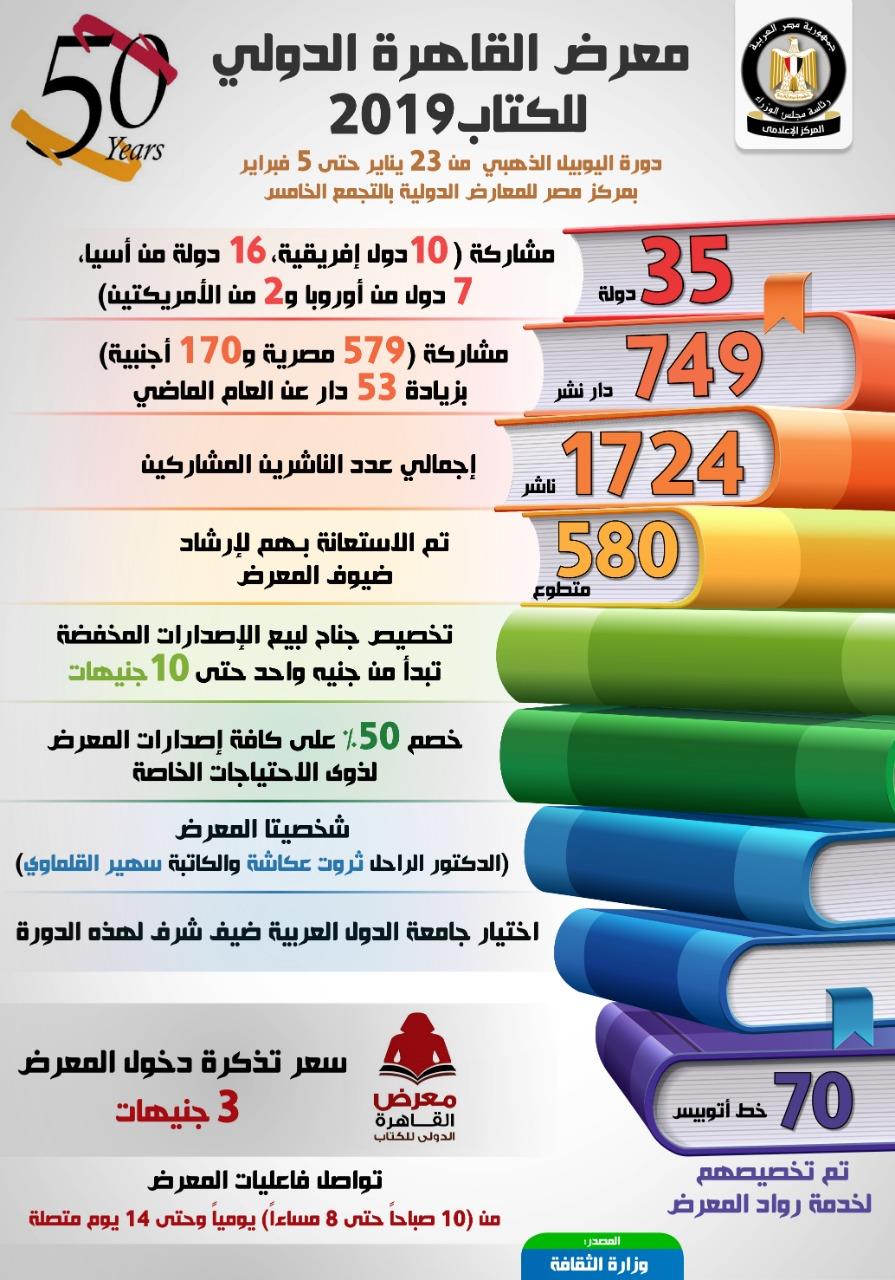 جمهورية مصر العربية
رئاسة مجلس الوزراء
المركز الإعلامى
50
Years
معرض القاهرة الدولي
للكتاب2019
دورة اليوبيل الذهبي من 23 يناير حتى 5 فبراير
بمركز مصر للمعارض الدولية بالتجمع الخامس
35 دولة
مشاركة (10دول إفريقية، 16 دولة من أسيا،
7 دول من أوروبا و2 من الأمريكتين)
749 دار نشر
مشاركة (579 مصرية و170 أجنبية)
بزيادة 53 دار عن العام الماضي
1724 ناشر
إجمالي عدد الناشرين المشاركين
580
متطوع
تم الاستعانة بهم لإرشاد
ضيوف المعرض
تخصيص جناح لبيع الإصدارات المخفضة
تبدأ من جنيه واحد حتى 10جنيهات
خصم 50٪ على كافة إصدارات المعرض
لذوى الاحتياجات الخاصة
شخصيتا المعرض
(الدكتور الراحل ثروت عكاشة والكاتبة سهير القلماوي)
اختيار جامعة الدول العربية ضيف شرف لهذه الدورة
70 خط أتوبيس
تم تخصيصهم
لخدمة رواد المعرض
معرض
القاهرة
الدولى للكتاب
سعر تذكرة دخول المعرض
3 جنيهات
تواصل فاعليات المعرض
من (10 صباحاً حتى 8 مساءاً) يومياً وحتى 14 يوم متصلة
المصدر:
وزارة الثقافة